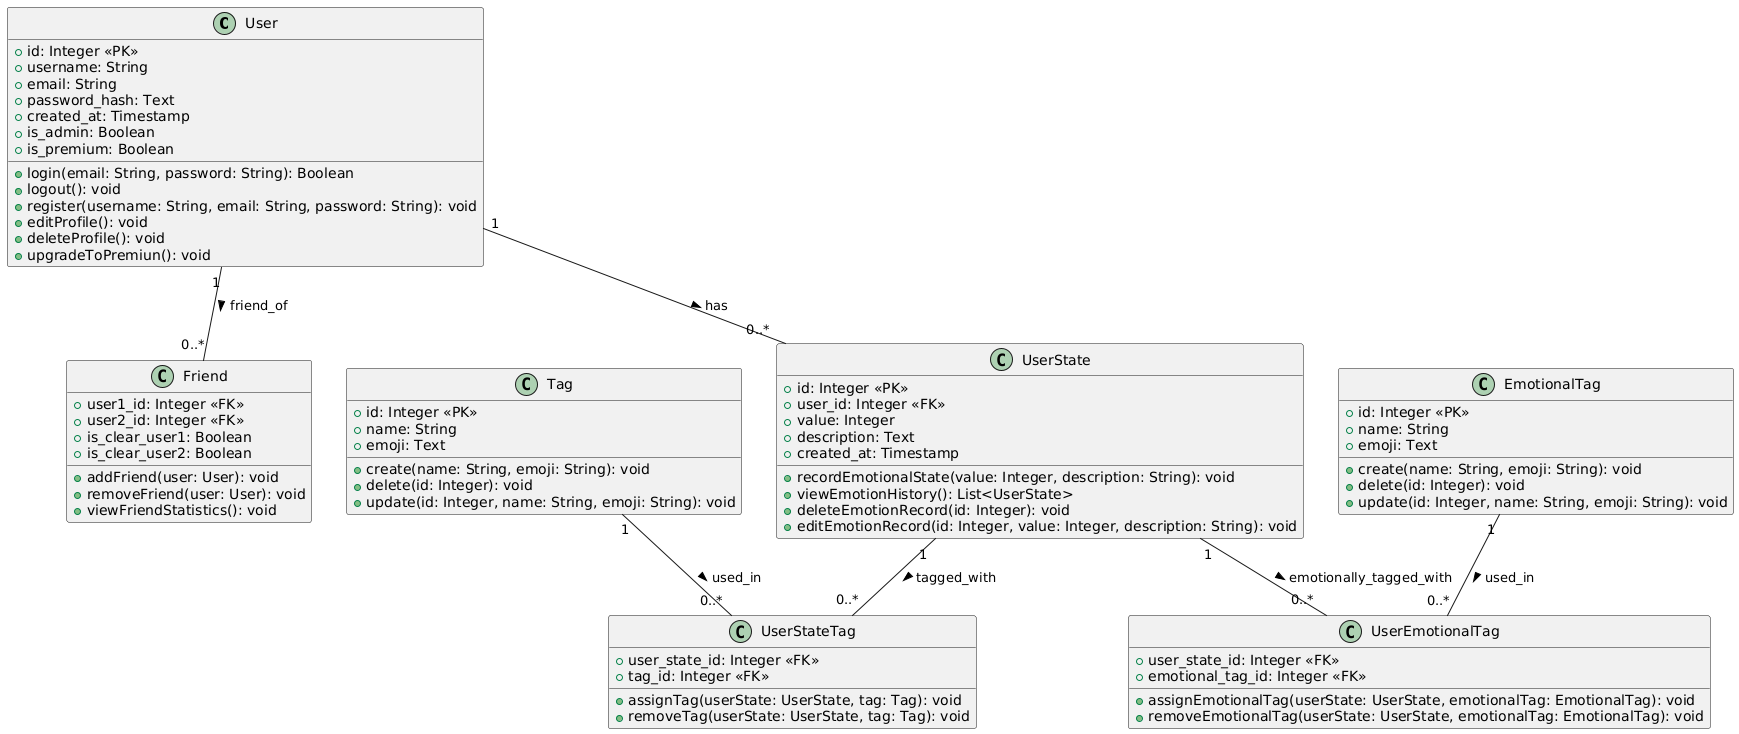 User
id: Integer «PK»
username: String
email: String
password_hash: Text
created_at: Timestamp
is_admin: Boolean
is_premium: Boolean
login(email: String, password: String): Boolean
logout(): void
register(username: String, email: String, password: String): void
editProfile(): void
deleteProfile(): void
upgradeToPremiun(): void
1
friend_of
0..*
1
has
0..*
Friend
user1_id: Integer «FK»
user2_id: Integer «FK»
is_clear_user1: Boolean
is_clear_user2: Boolean
addFriend(user: User): void
removeFriend(user: User): void
viewFriendStatistics(): void
Tag
id: Integer «PK»
name: String
emoji: Text
create(name: String, emoji: String): void
delete(id: Integer): void
update(id: Integer, name: String, emoji: String): void
UserState
id: Integer «PK»
user_id: Integer «FK»
value: Integer
description: Text
created_at: Timestamp
recordEmotionalState(value: Integer, description: String): void
viewEmotionHistory(): List<UserState>
deleteEmotionRecord(id: Integer): void
editEmotionRecord(id: Integer, value: Integer, description: String): void
EmotionalTag
id: Integer «PK»
name: String
emoji: Text
create(name: String, emoji: String): void
delete(id: Integer): void
update(id: Integer, name: String, emoji: String): void
1
used_in
0..*
1
tagged_with
0..*
1
emotionally_tagged_with
0..*
1
used_in
0..*
UserStateTag
user_state_id: Integer «FK»
tag_id: Integer «FK»
assignTag(userState: UserState, tag: Tag): void
removeTag(userState: UserState, tag: Tag): void
UserEmotionalTag
user_state_id: Integer «FK»
emotional_tag_id: Integer «FK»
assignEmotionalTag(userState: UserState, emotionalTag: EmotionalTag): void
removeEmotionalTag(userState: UserState, emotionalTag: EmotionalTag): void